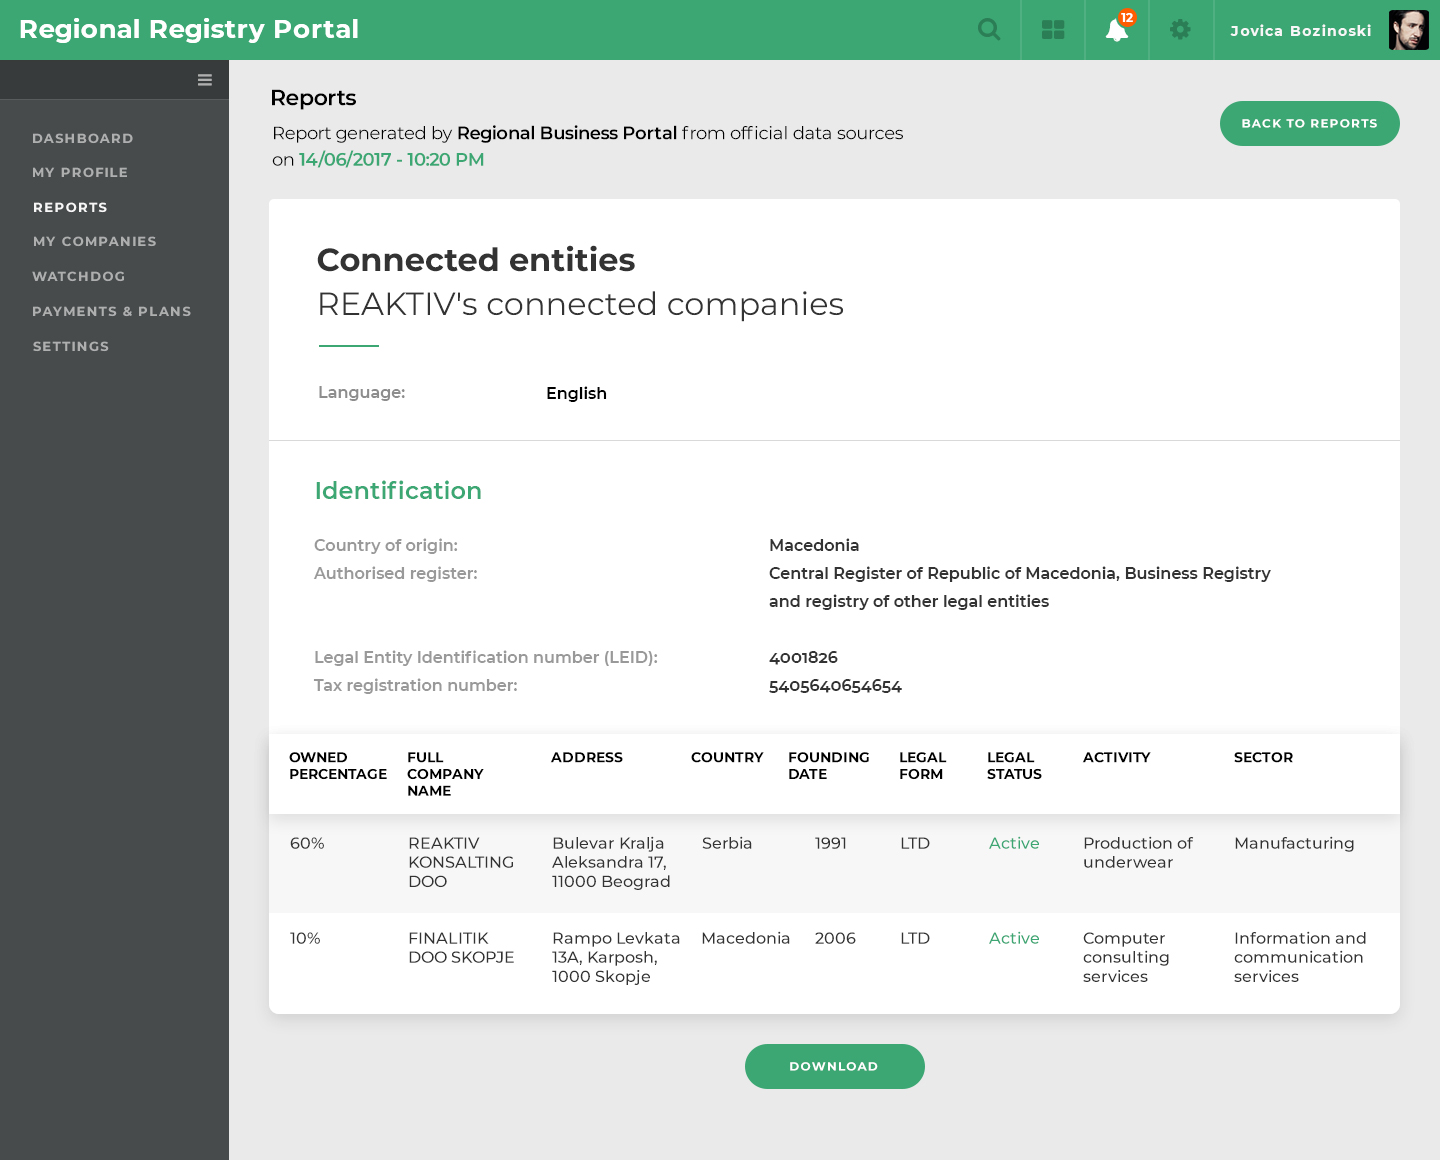 Regional Registry Portal
12
Jovica Bozinoski
DASHBOARD
MY PROFILE
REPORTS
MY COMPANIES
WATCHDOG
PAYMENTS & PLANS
SETTINGS
Reports
Report generated by Regional Business Portal from official data sources
on 14/06/2017 - 10:20 PM
BACK TO REPORTS
Connected entities
REAKTIV's connected companies
Language: English
Identification
Country of origin: Macedonia
Authorised register: Central Register of Republic of Macedonia, Business Registry
and registry of other legal entities
Legal Entity Identification number (LEID): 4001826
Tax registration number: 5405640654654
OWNED FULL ADDRESS COUNTRY FOUNDING LEGAL LEGAL ACTIVITY SECTOR
PERCENTAGE COMPANY DATE FORM STATUS
NAME
60% REAKTIV Bulevar Kralja Serbia 1991 LTD Active Production of Manufacturing
KONSALTING Aleksandra 17, underwear
DOO 11000 Beograd
10% FINALITIK Rampo Levkata Macedonia 2006 LTD Active Computer Information and
DOO SKOPJE 13A, Karposh, consulting communication
1000 Skopje services services
DOWNLOAD